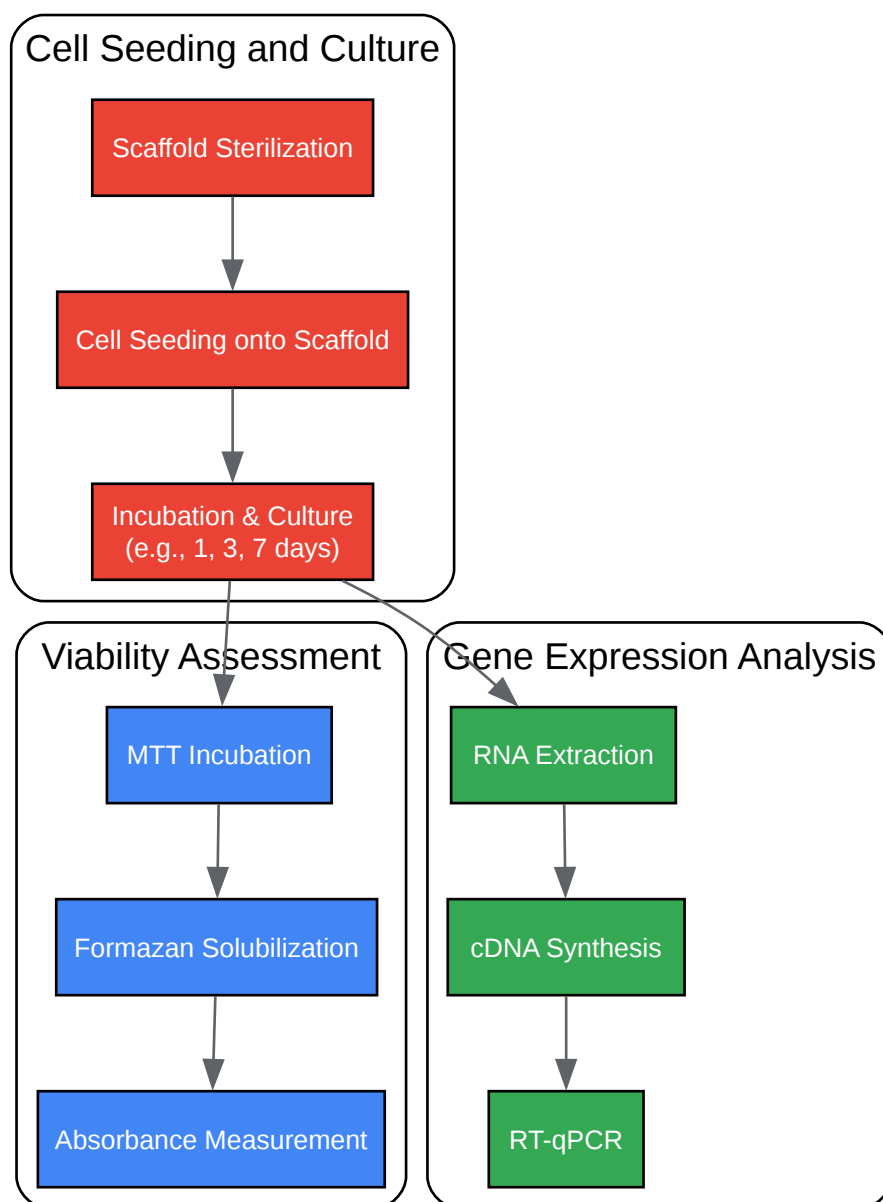 Cell Seeding and Culture
Scaffold Sterilization
Cell Seeding onto Scaffold
Incubation & Culture
(e.g., 1, 3, 7 days)
Viability Assessment
MTT Incubation
Formazan Solubilization
Absorbance Measurement
Gene Expression Analysis
RNA Extraction
cDNA Synthesis
RT-qPCR